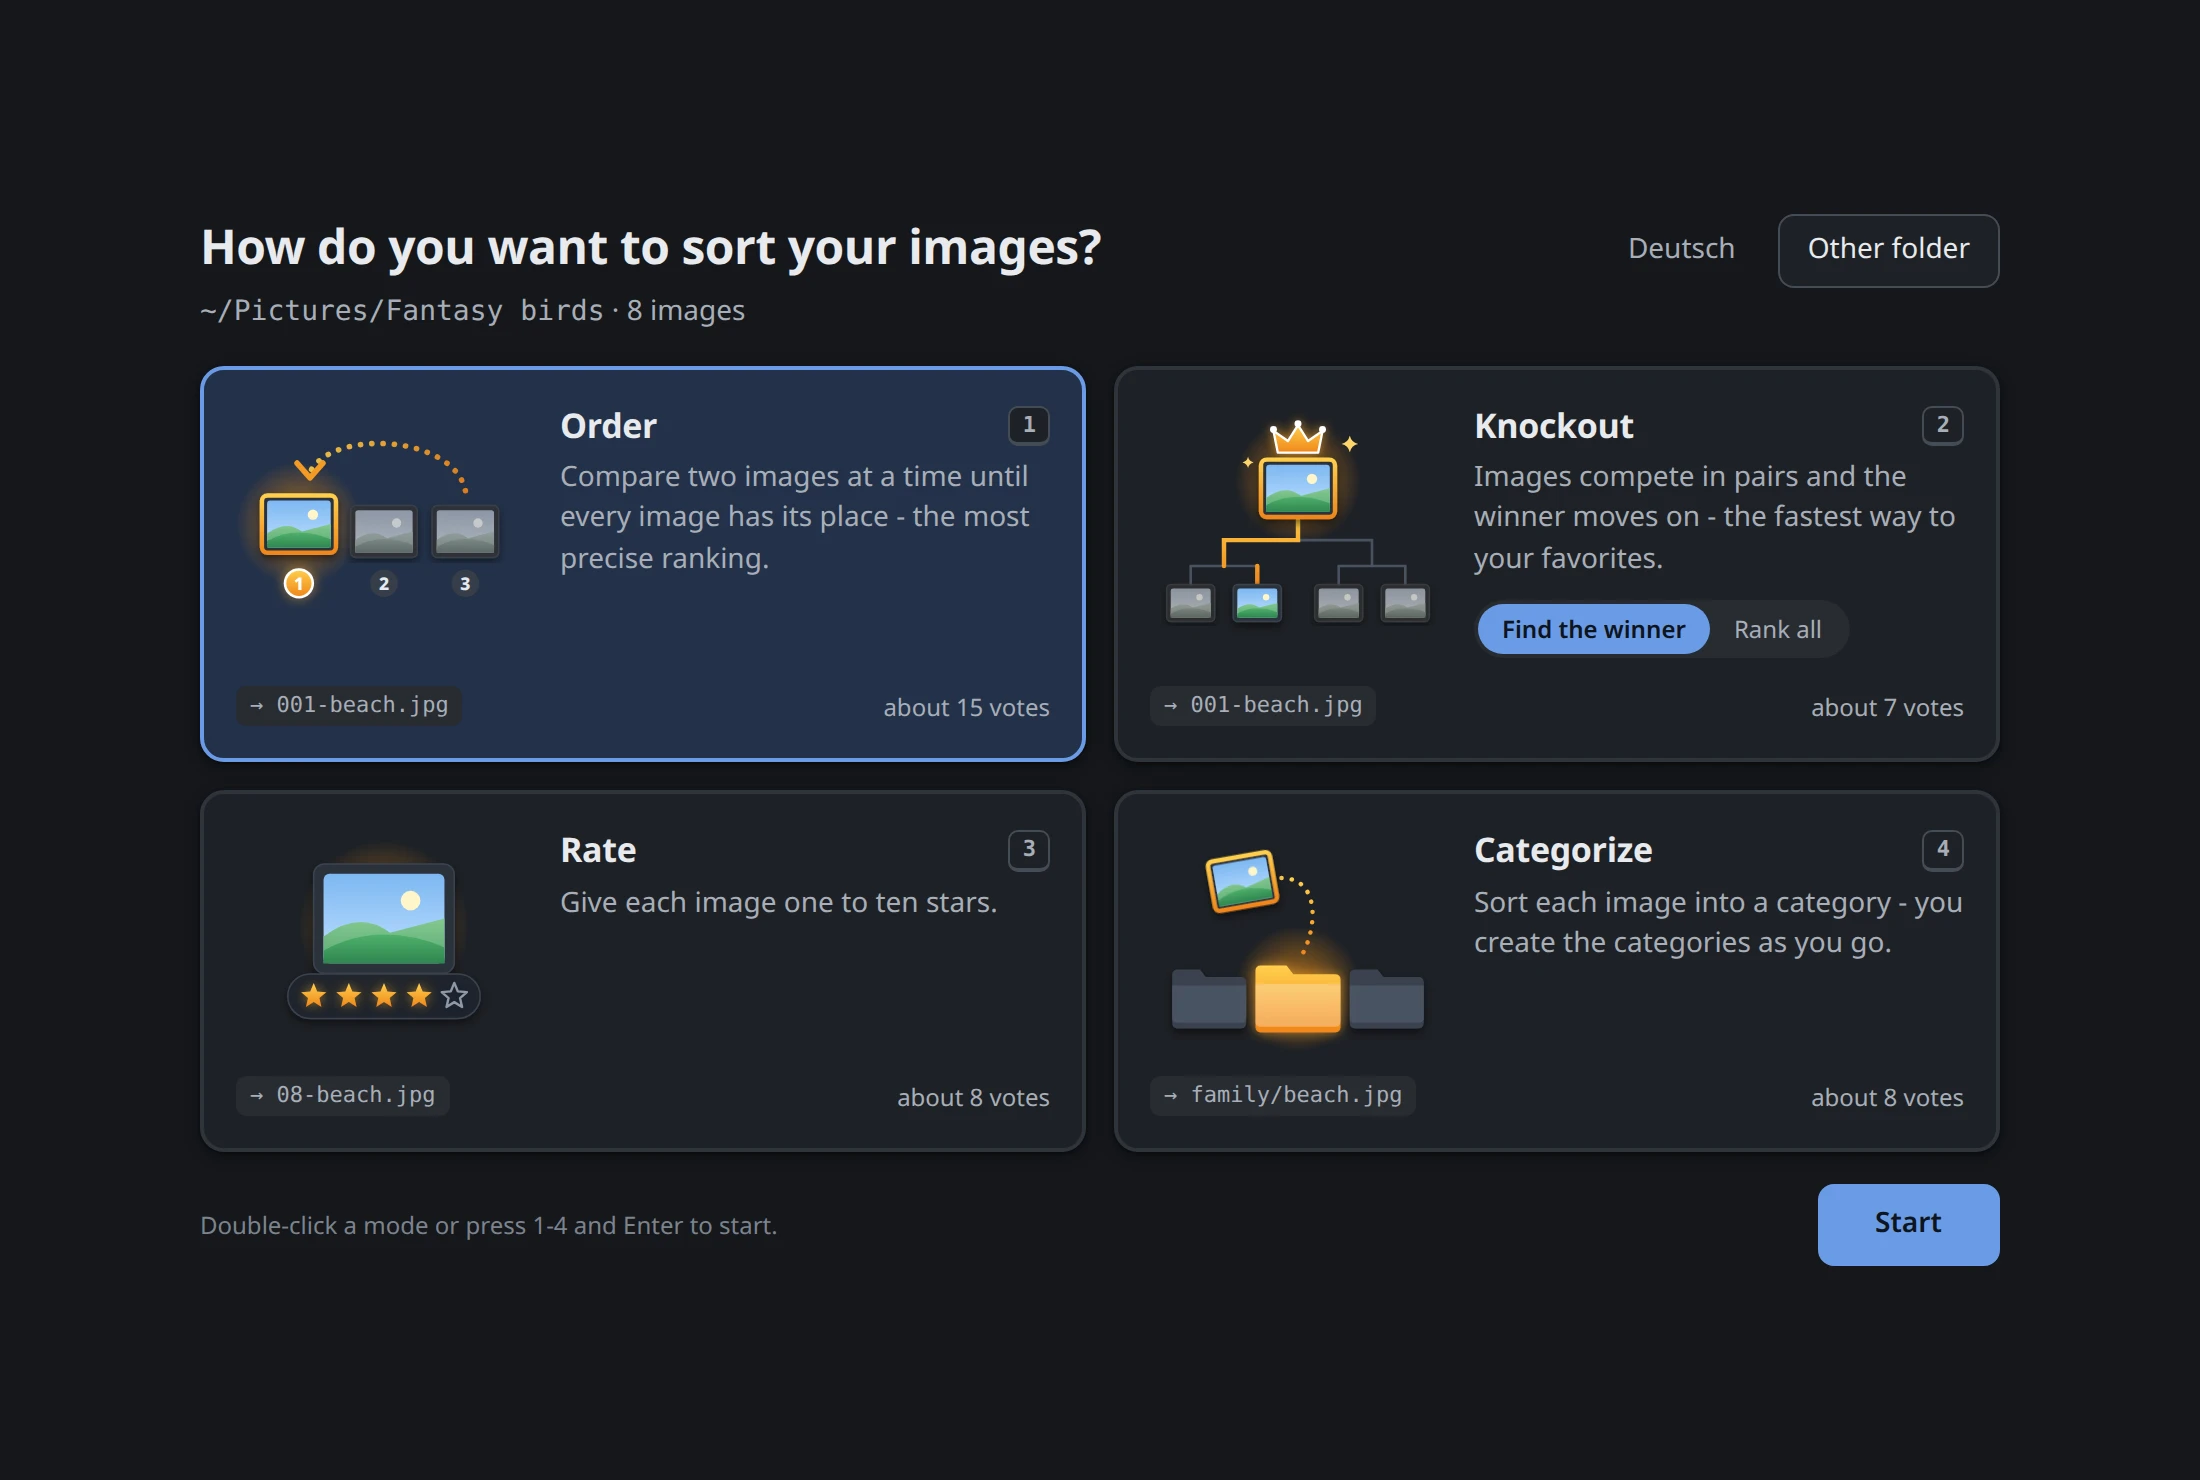 How do you want to sort your images?
Deutsch
Other folder
~/Pictures/Fantasy birds · 8 images
Order
1
Compare two images at a time until
every image has its place - the most
precise ranking.
1
2
3
→ 001-beach.jpg
about 15 votes
Knockout
2
Images compete in pairs and the
winner moves on - the fastest way to
your favorites.
Find the winner
Rank all
→ 001-beach.jpg
about 7 votes
Rate
3
Give each image one to ten stars.
→ 08-beach.jpg
about 8 votes
Categorize
4
Sort each image into a category - you
create the categories as you go.
→ family/beach.jpg
about 8 votes
Double-click a mode or press 1-4 and Enter to start.
Start